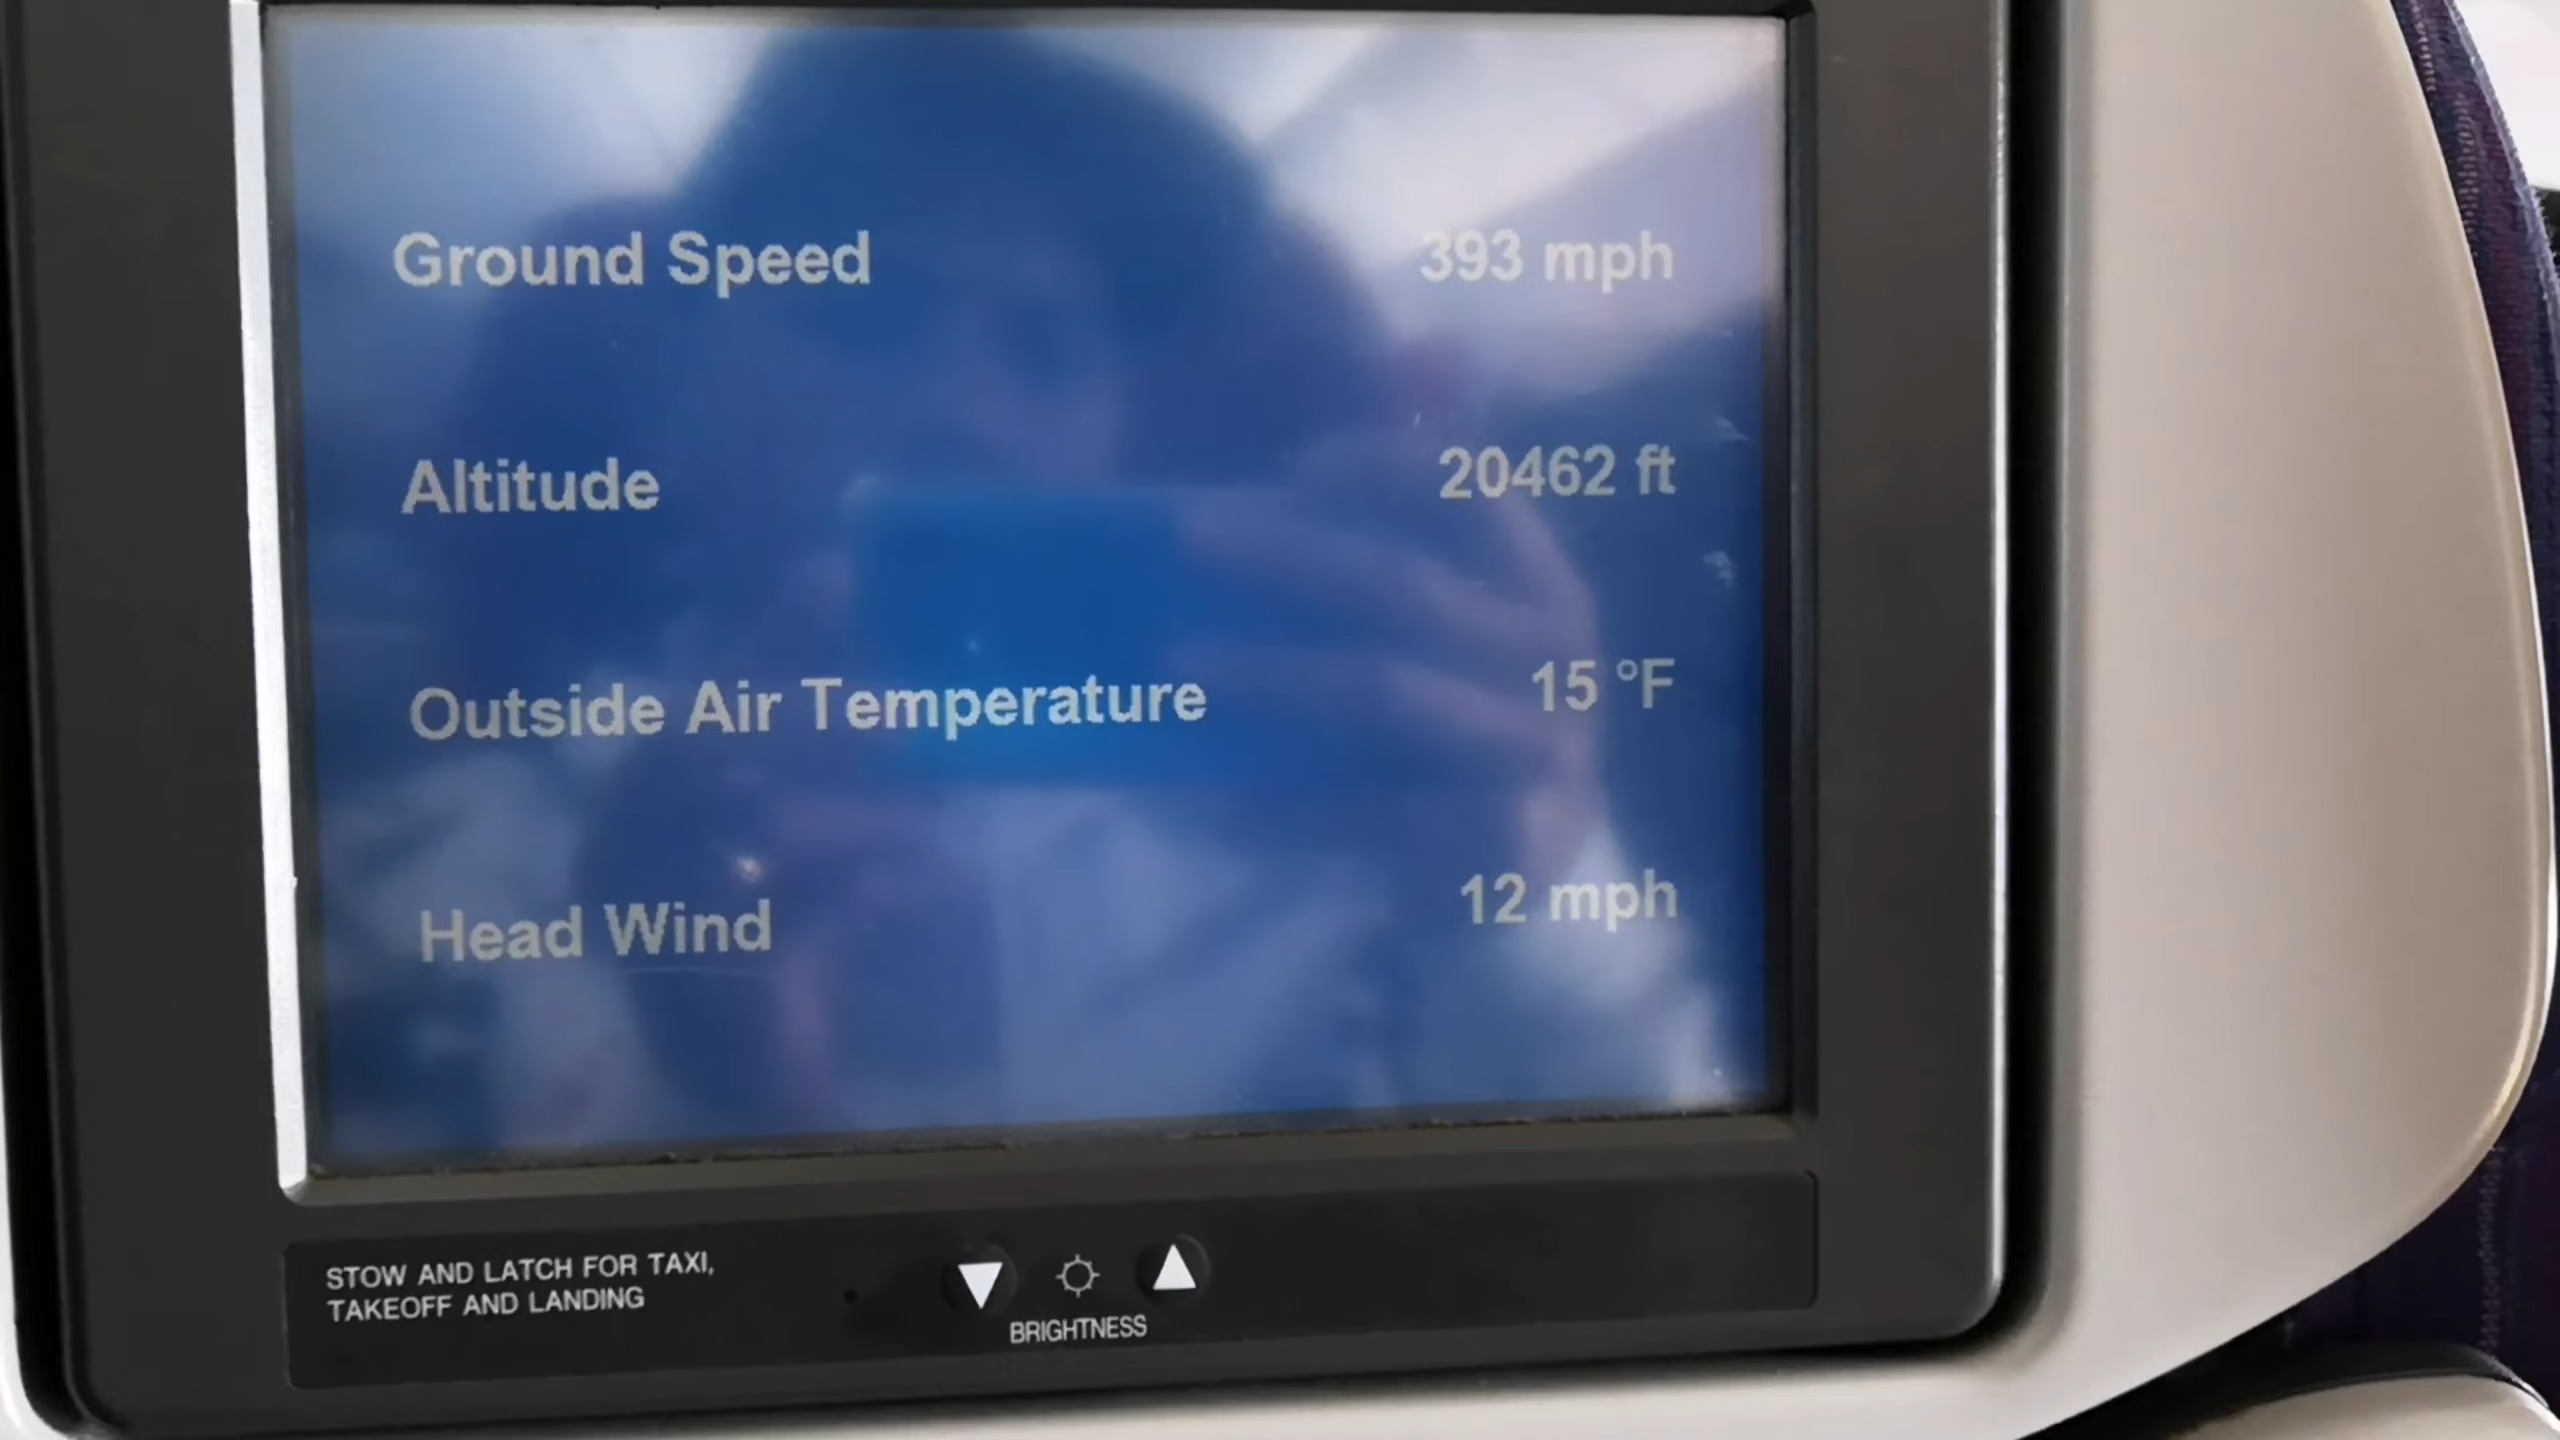 Ground Speed 393 mph
Altitude 20462 ft
Outside Air Temperature 15 °F
Head Wind 12 mph
STOW AND LATCH FOR TAXI,
TAKEOFF AND LANDING
BRIGHTNESS